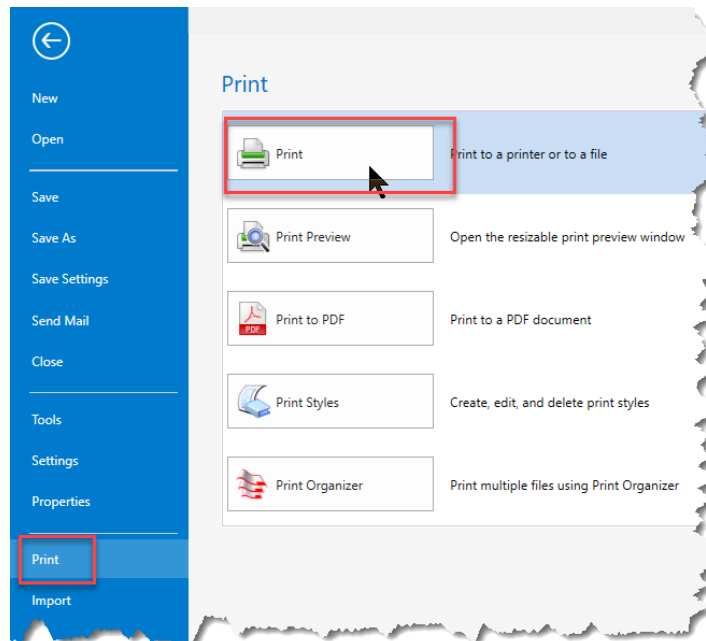 New
Open
Save
Save As
Save Settings
Send Mail
Close
Tools
Settings
Properties
Print
Import
Print
Print
Print to a printer or to a file
Print Preview
Open the resizable print preview window
PDF
Print to PDF
Print to a PDF document
Print Styles
Create, edit, and delete print styles
Print Organizer
Print multiple files using Print Organizer